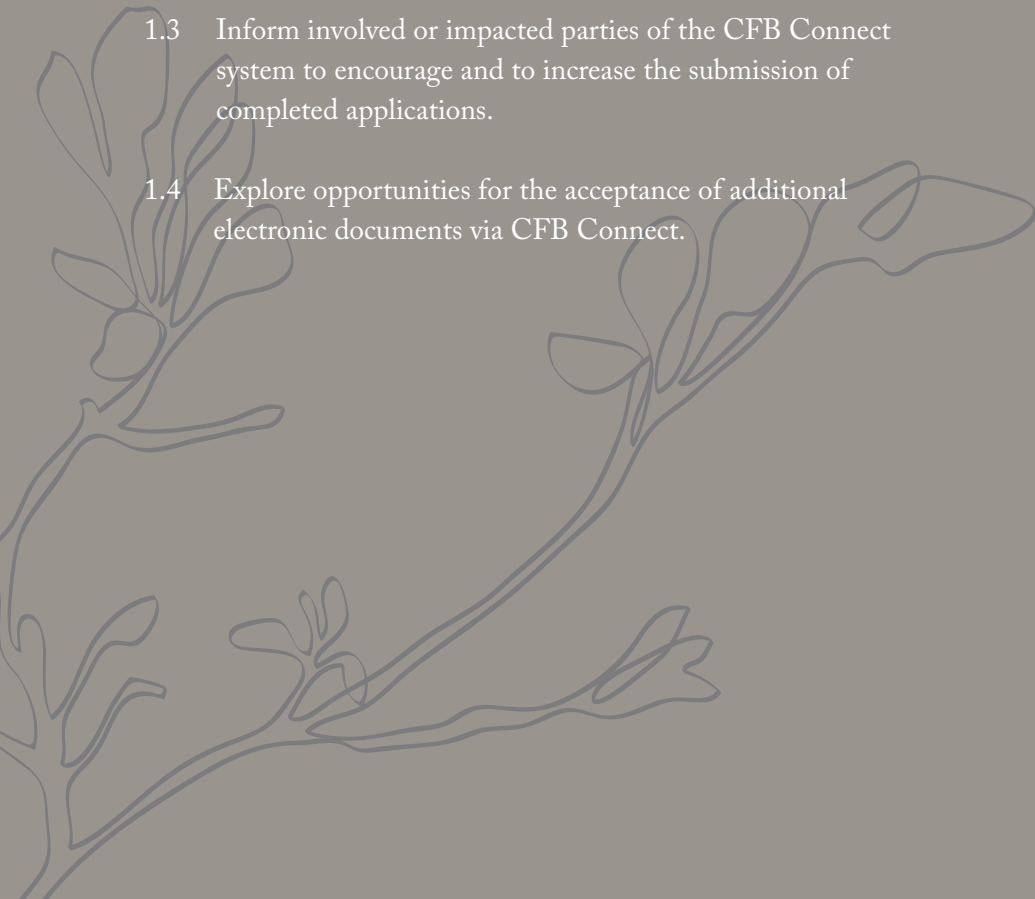 1.3 Inform involved or impacted parties of the CFB Connect
system to encourage and to increase the submission of
completed applications.
1.4 Explore opportunities for the acceptance of additional
electronic documents via CFB Connect.